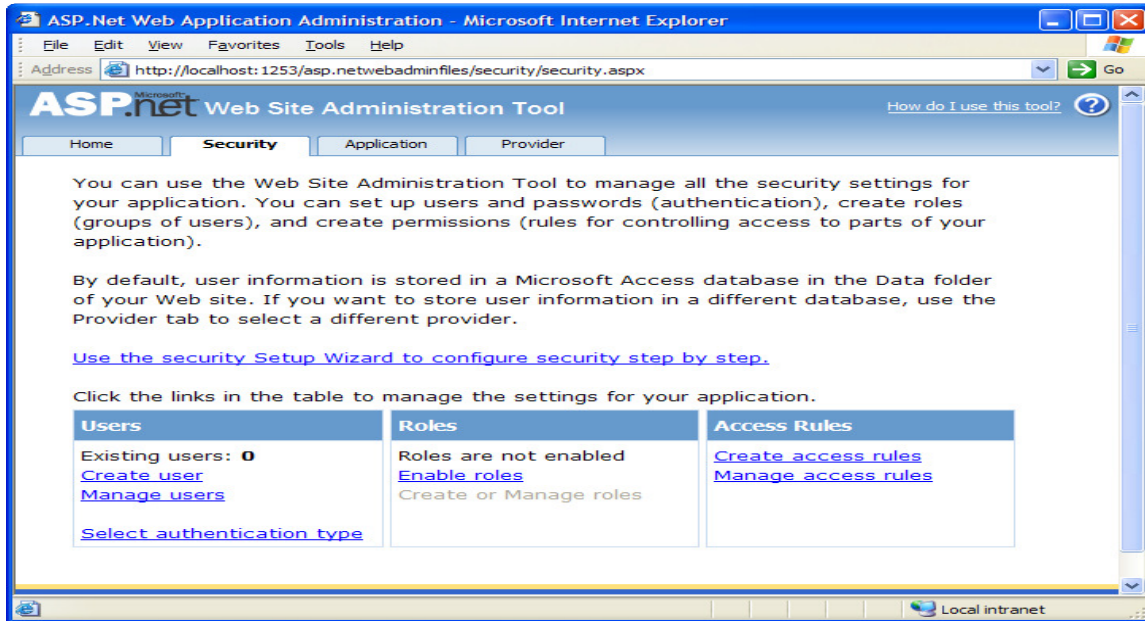 ASP.Net Web Application Administration - Microsoft Internet Explorer
File Edit View Favorites Tools Help
Address http://localhost:1253/asp.netwebadminfiles/security/security.aspx Go
Microsoft
ASP.net Web Site Administration Tool How do I use this tool? ?
Home Security Application Provider
You can use the Web Site Administration Tool to manage all the security settings for
your application. You can set up users and passwords (authentication), create roles
(groups of users), and create permissions (rules for controlling access to parts of your
application).
By default, user information is stored in a Microsoft Access database in the Data folder
of your Web site. If you want to store user information in a different database, use the
Provider tab to select a different provider.
Use the security Setup Wizard to configure security step by step.
Click the links in the table to manage the settings for your application.
Users Roles Access Rules
Existing users: 0 Roles are not enabled Create access rules
Create user Enable roles Manage access rules
Manage users Create or Manage roles
Select authentication type
Local intranet